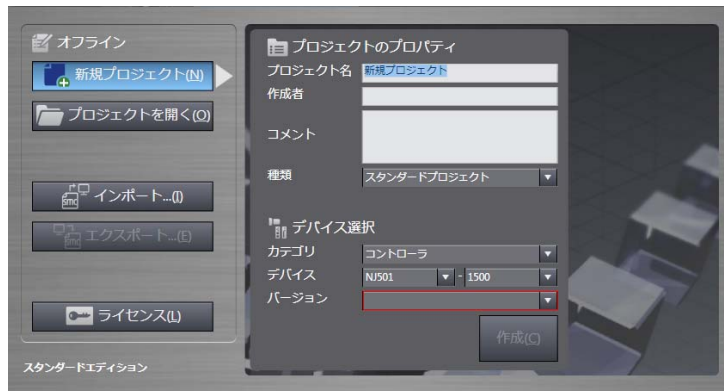 オフライン
新規プロジェクト(N)
プロジェクトを開く(O)
インポート...(I)
エクスポート...(E)
ライセンス(L)
スタンダードエディション
プロジェクトのプロパティ
プロジェクト名 新規プロジェクト
作成者
コメント
種類 スタンダードプロジェクト
デバイス選択
カテゴリ コントローラ
デバイス NJ501 - 1500
バージョン
作成(C)